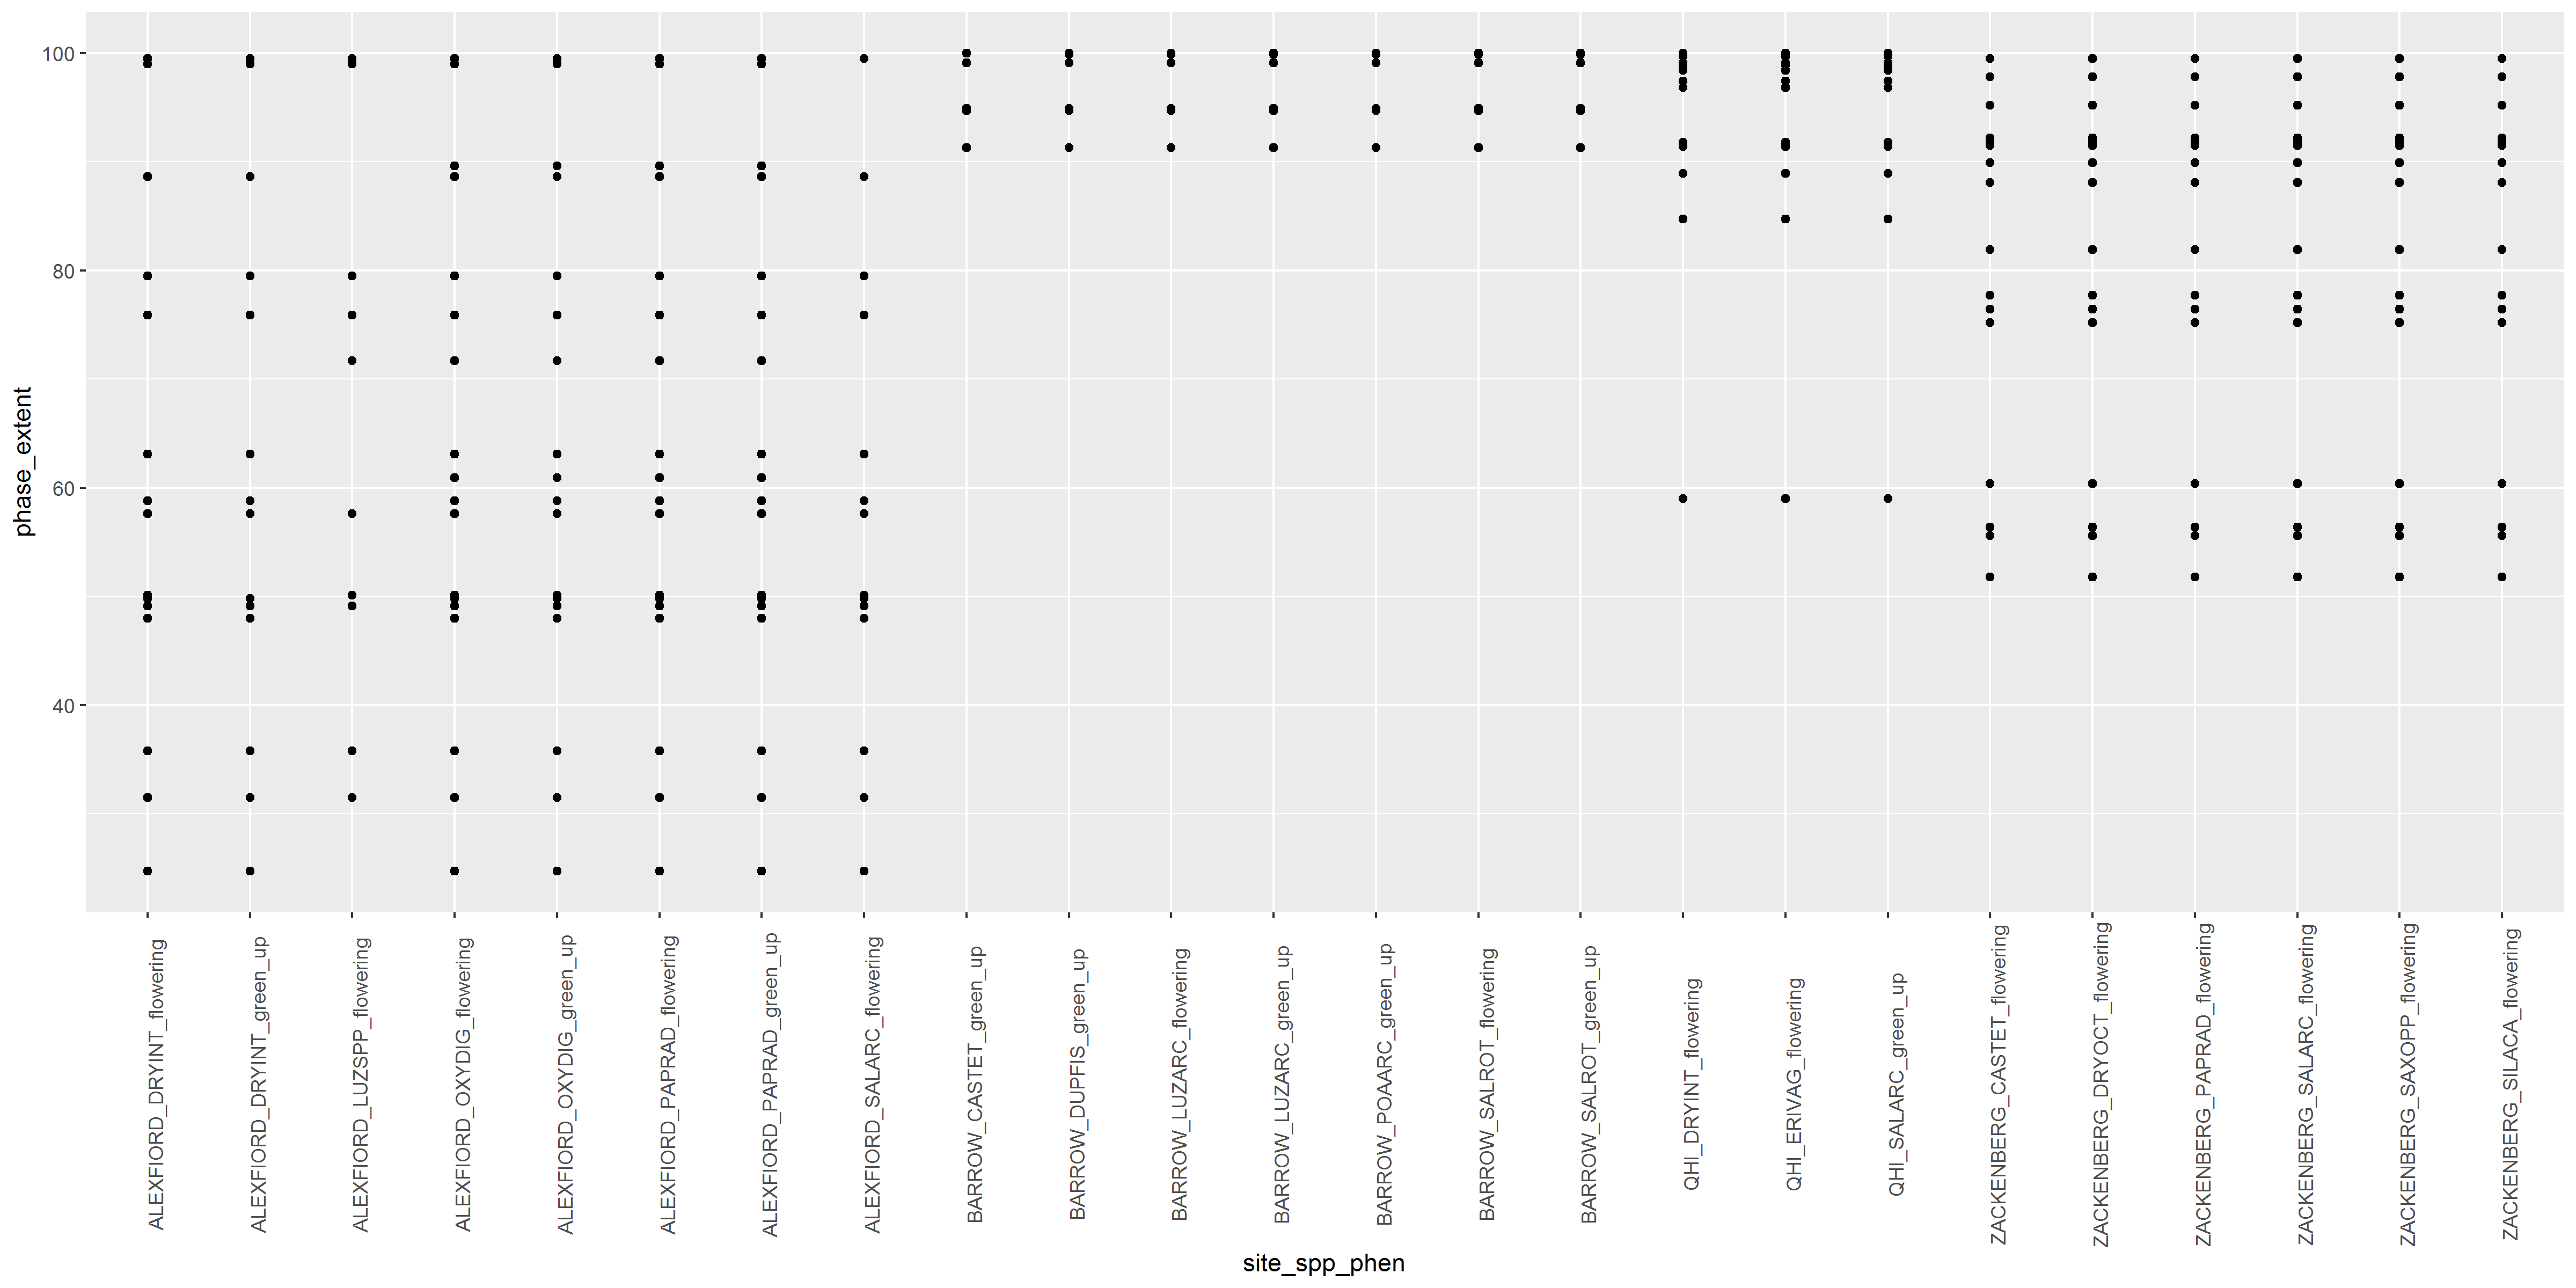 phase_extent
100
80
60
40
ALEXFIORD_DRYINT_flowering
ALEXFIORD_DRYINT_green_up
ALEXFIORD_LUZSPP_flowering
ALEXFIORD_OXYDIG_flowering
ALEXFIORD_OXYDIG_green_up
ALEXFIORD_PAPRAD_flowering
ALEXFIORD_PAPRAD_green_up
ALEXFIORD_SALARC_flowering
BARROW_CASTET_green_up
BARROW_DUPFIS_green_up
BARROW_LUZARC_flowering
BARROW_LUZARC_green_up
BARROW_POAARC_green_up
BARROW_SALROT_flowering
BARROW_SALROT_green_up
QHI_DRYINT_flowering
QHI_ERIVAG_flowering
QHI_SALARC_green_up
ZACKENBERG_CASTET_flowering
ZACKENBERG_DRYOCT_flowering
ZACKENBERG_PAPRAD_flowering
ZACKENBERG_SALARC_flowering
ZACKENBERG_SAXOPP_flowering
ZACKENBERG_SILACA_flowering
site_spp_phen